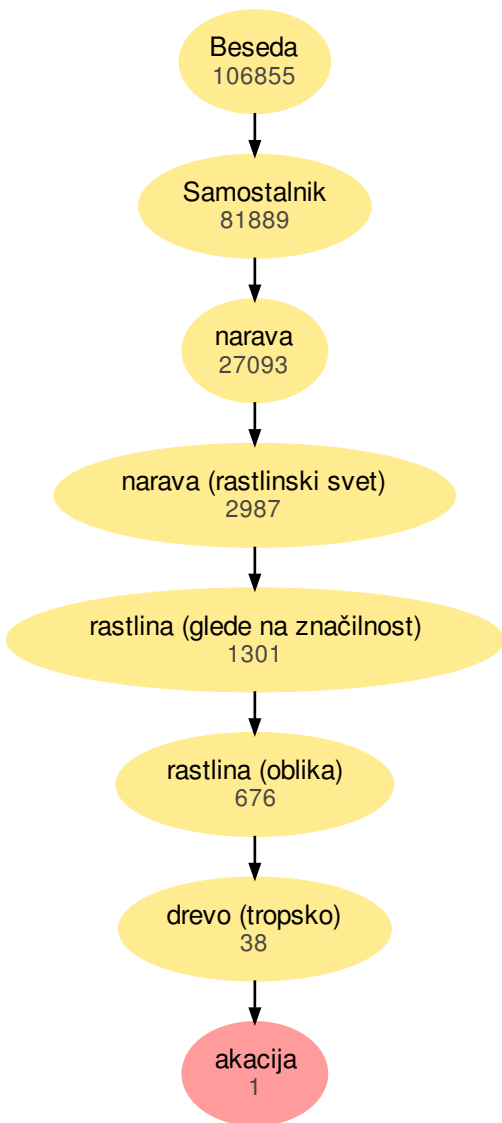 Beseda
106855
Samostalnik
81889
narava
27093
narava (rastlinski svet)
2987
rastlina (glede na značilnost)
1301
rastlina (oblika)
676
drevo (tropsko)
38
akacija
1